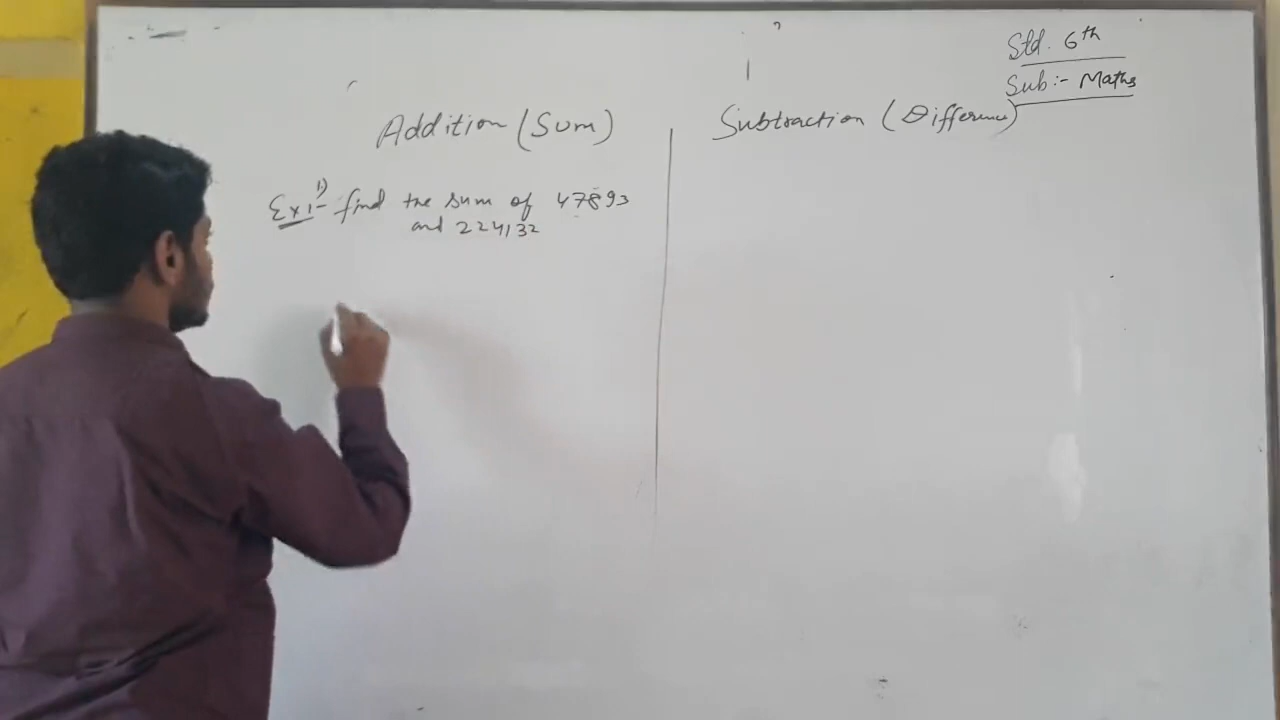 Std. 6th
Sub:- Maths
Addition (Sum)
Subtraction (Difference)
Ex 1- 1) find the sum of 47893
and 224132